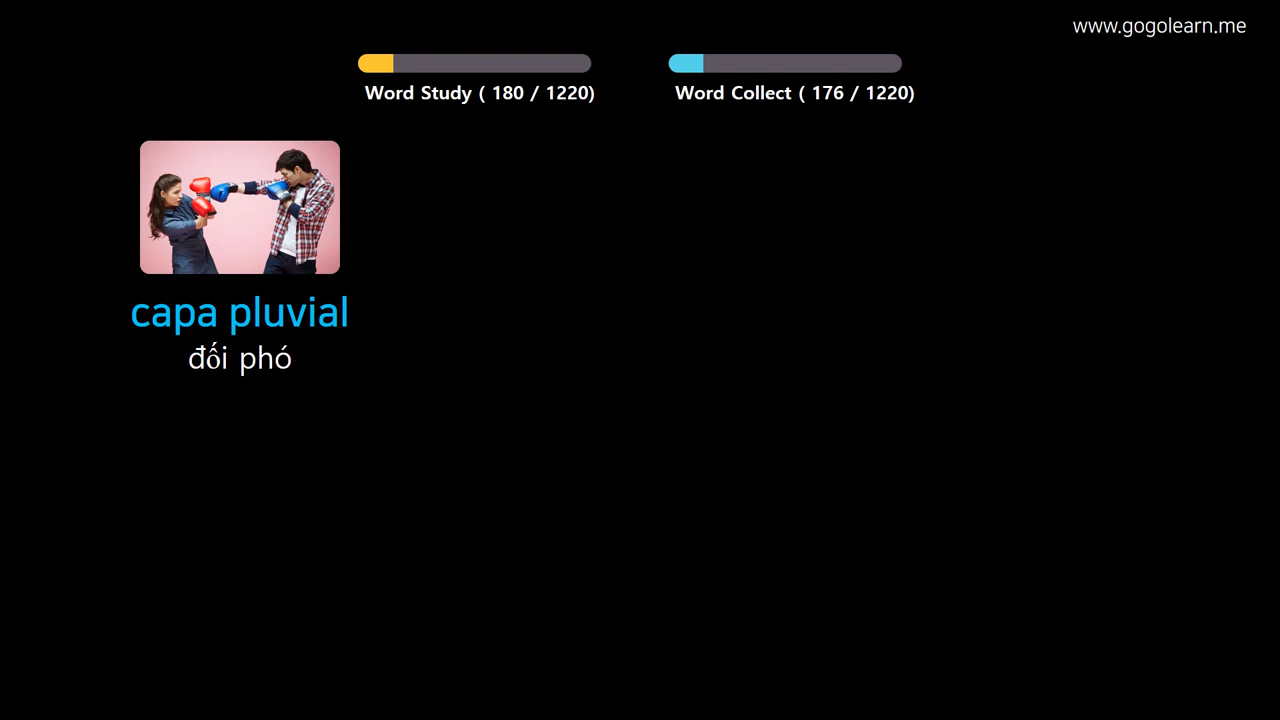 www.gogolearn.me
Word Study ( 180 / 1220)
Word Collect ( 176 / 1220)
capa pluvial
đối phó